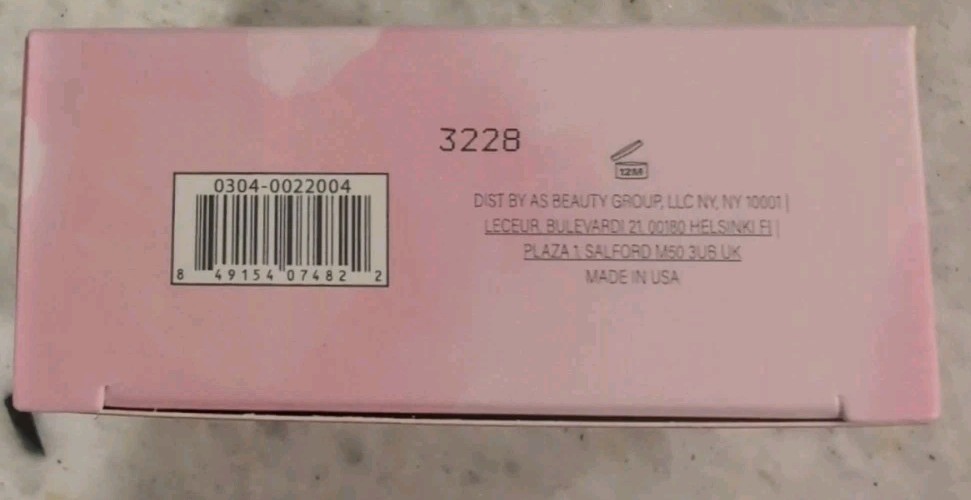 3228
12M
0304-0022004
8 49154 07482 2
DIST BY AS BEAUTY GROUP, LLC NY, NY 10001 |
LECEUR, BULEVARDI 21, 00180 HELSINKI FI |
PLAZA 1, SALFORD M50 3UB UK
MADE IN USA